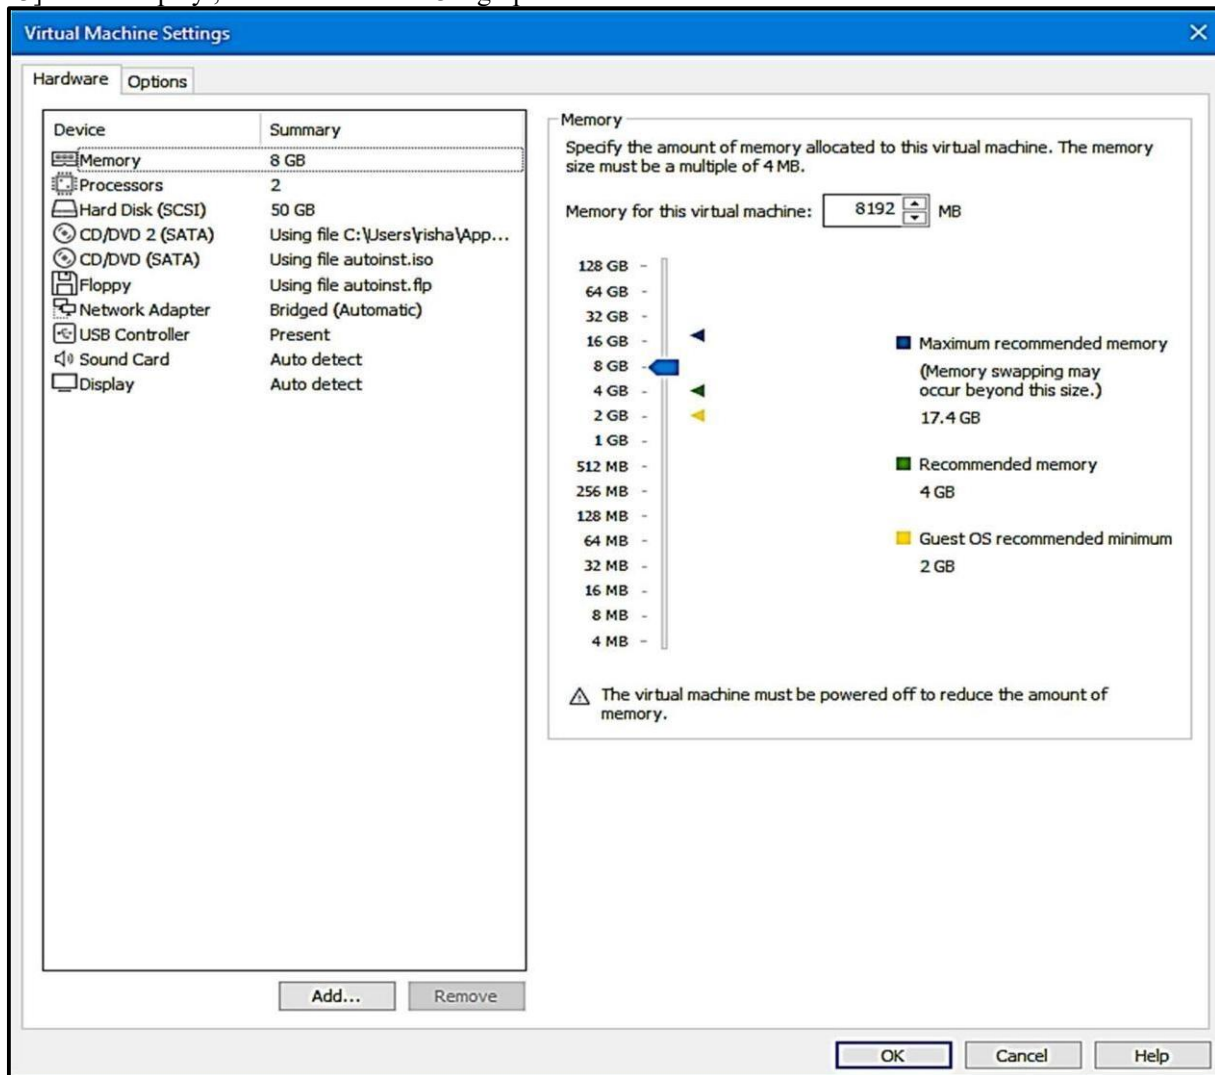 Virtual Machine Settings
Hardware Options
Device Summary
Memory 8 GB
Processors 2
Hard Disk (SCSI) 50 GB
CD/DVD 2 (SATA) Using file C:\Users\risha\App...
CD/DVD (SATA) Using file autoinst.iso
Floppy Using file autoinst.flp
Network Adapter Bridged (Automatic)
USB Controller Present
Sound Card Auto detect
Display Auto detect
Add... Remove
Memory
Specify the amount of memory allocated to this virtual machine. The memory
size must be a multiple of 4 MB.
Memory for this virtual machine: 8192 MB
128 GB
64 GB
32 GB
16 GB
8 GB
4 GB
2 GB
1 GB
512 MB
256 MB
128 MB
64 MB
32 MB
16 MB
8 MB
4 MB
Maximum recommended memory
(Memory swapping may
occur beyond this size.)
17.4 GB
Recommended memory
4 GB
Guest OS recommended minimum
2 GB
The virtual machine must be powered off to reduce the amount of
memory.
OK Cancel Help